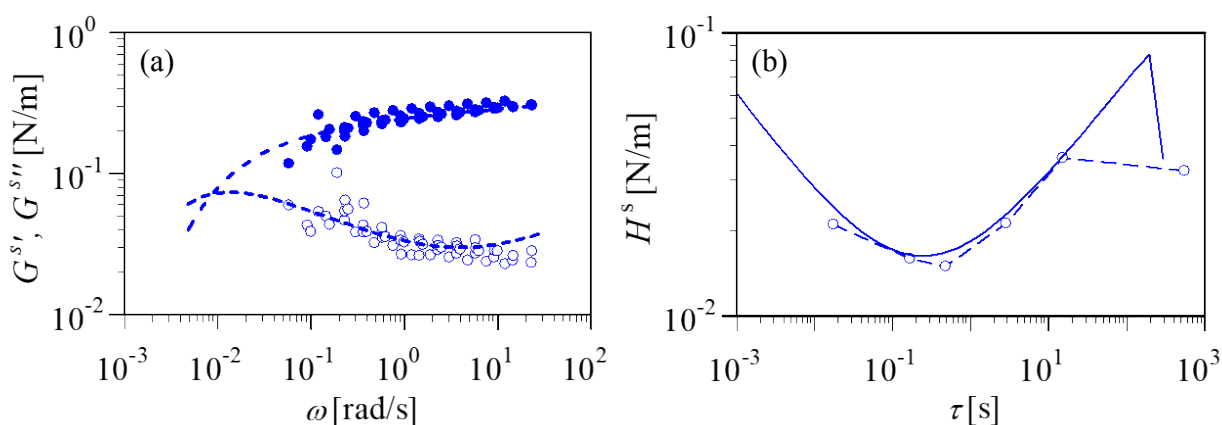 (a)
(b)
G^s', G^s'' [N/m]
10^0
10^-1
10^-2
10^-3 10^-2 10^-1 10^0 10^1 10^2
ω [rad/s]
H^s [N/m]
10^-1
10^-2
10^-3 10^-1 10^1 10^3
τ [s]